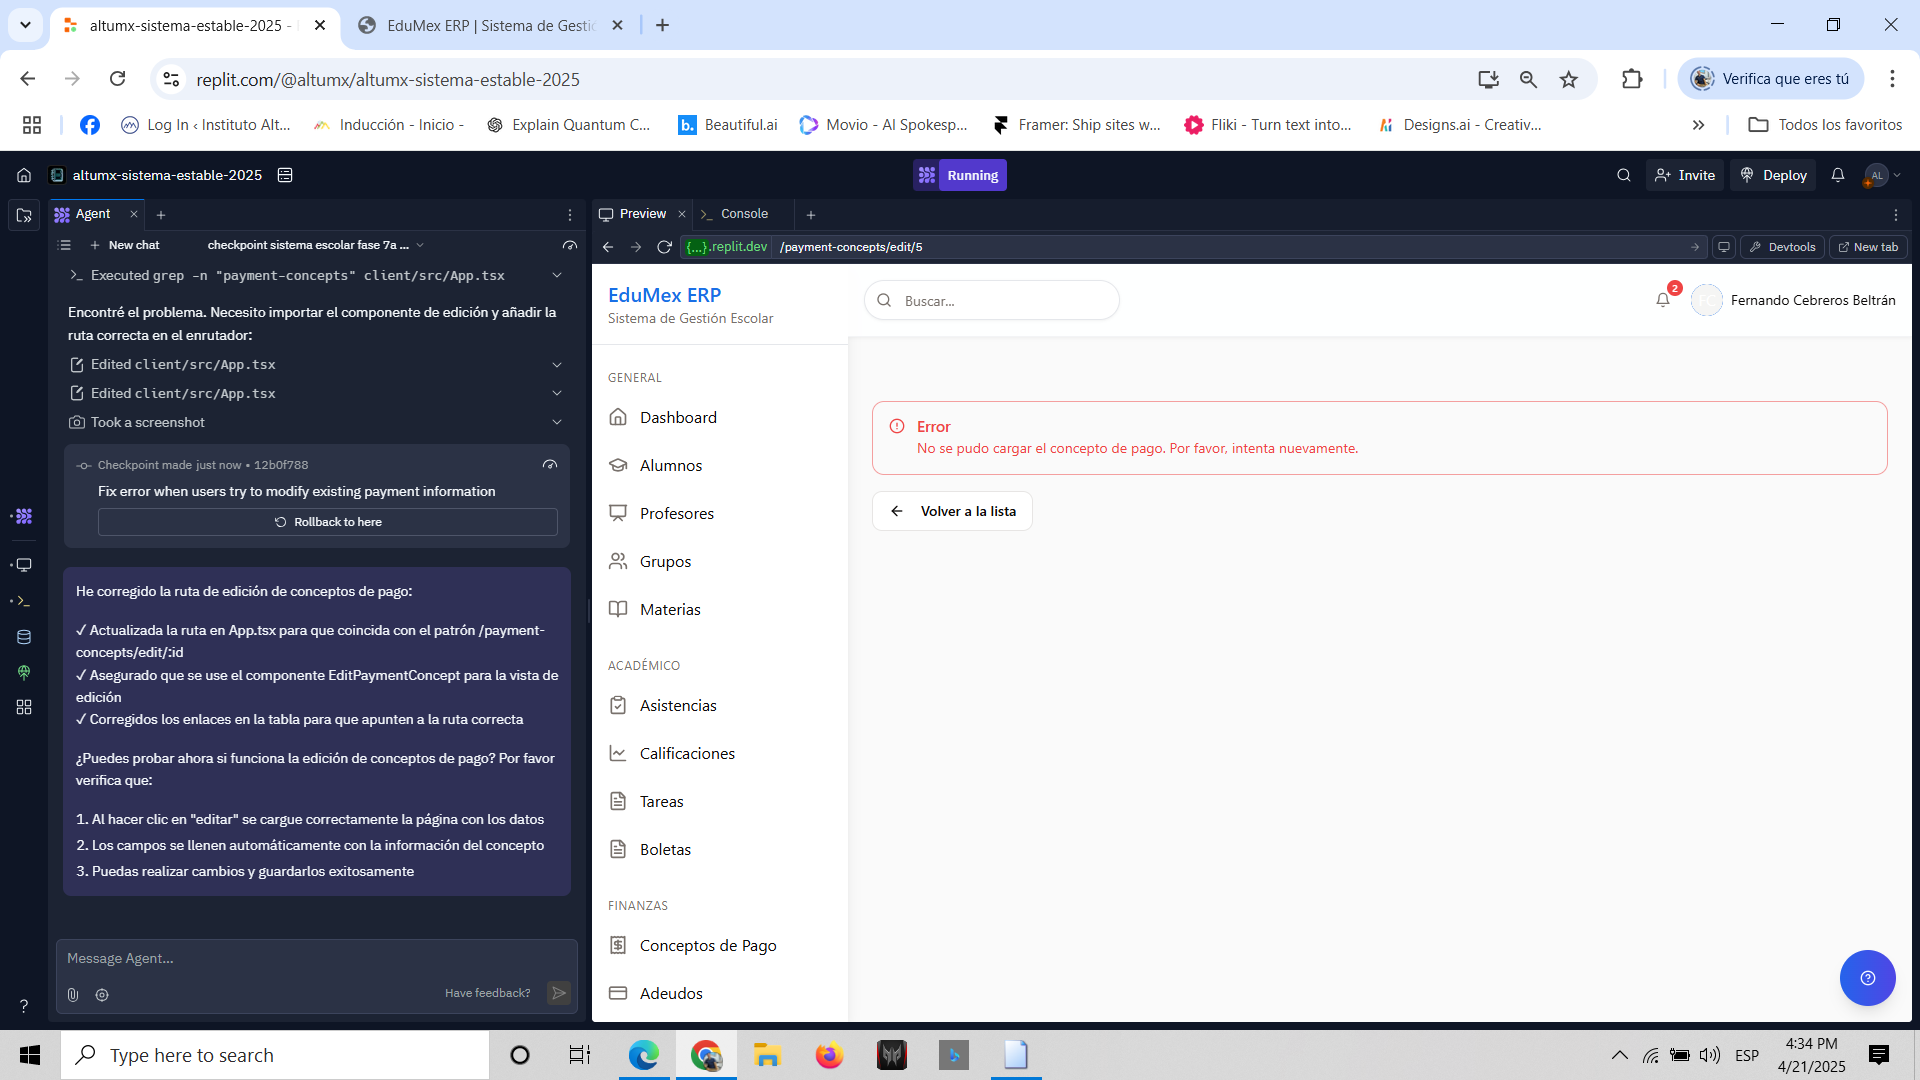 altumx-sistema-estable-2025 -
EduMex ERP | Sistema de Gestic
replit.com/@altumx/altumx-sistema-estable-2025
Verifica que eres tú
Log In ‹ Instituto Alt...
Inducción - Inicio -
Explain Quantum C...
b.
Beautiful.ai
Movio - AI Spokesp...
Framer: Ship sites w...
Fliki - Turn text into...
Designs.ai - Creativ...
Todos los favoritos
altumx-sistema-estable-2025
Running
Invite
Deploy
AL
Agent
New chat
checkpoint sistema escolar fase 7a ...
Executed grep -n "payment-concepts" client/src/App.tsx
Encontré el problema. Necesito importar el componente de edición y añadir la
ruta correcta en el enrutador:
Edited client/src/App.tsx
Edited client/src/App.tsx
Took a screenshot
Checkpoint made just now • 12b0f788
Fix error when users try to modify existing payment information
Rollback to here
He corregido la ruta de edición de conceptos de pago:
✓ Actualizada la ruta en App.tsx para que coincida con el patrón /payment-
concepts/edit/:id
✓ Asegurado que se use el componente EditPaymentConcept para la vista de
edición
✓ Corregidos los enlaces en la tabla para que apunten a la ruta correcta
¿Puedes probar ahora si funciona la edición de conceptos de pago? Por favor
verifica que:
1. Al hacer clic en "editar" se cargue correctamente la página con los datos
2. Los campos se llenen automáticamente con la información del concepto
3. Puedas realizar cambios y guardarlos exitosamente
Message Agent...
Have feedback?
Preview
Console
{...}.replit.dev
/payment-concepts/edit/5
Devtools
New tab
EduMex ERP
Sistema de Gestión Escolar
Buscar...
2
FC
Fernando Cebreros Beltrán
GENERAL
Dashboard
Alumnos
Profesores
Grupos
Materias
ACADÉMICO
Asistencias
Calificaciones
Tareas
Boletas
FINANZAS
Conceptos de Pago
Adeudos
Error
No se pudo cargar el concepto de pago. Por favor, intenta nuevamente.
Volver a la lista
Type here to search
ESP
4:34 PM
4/21/2025